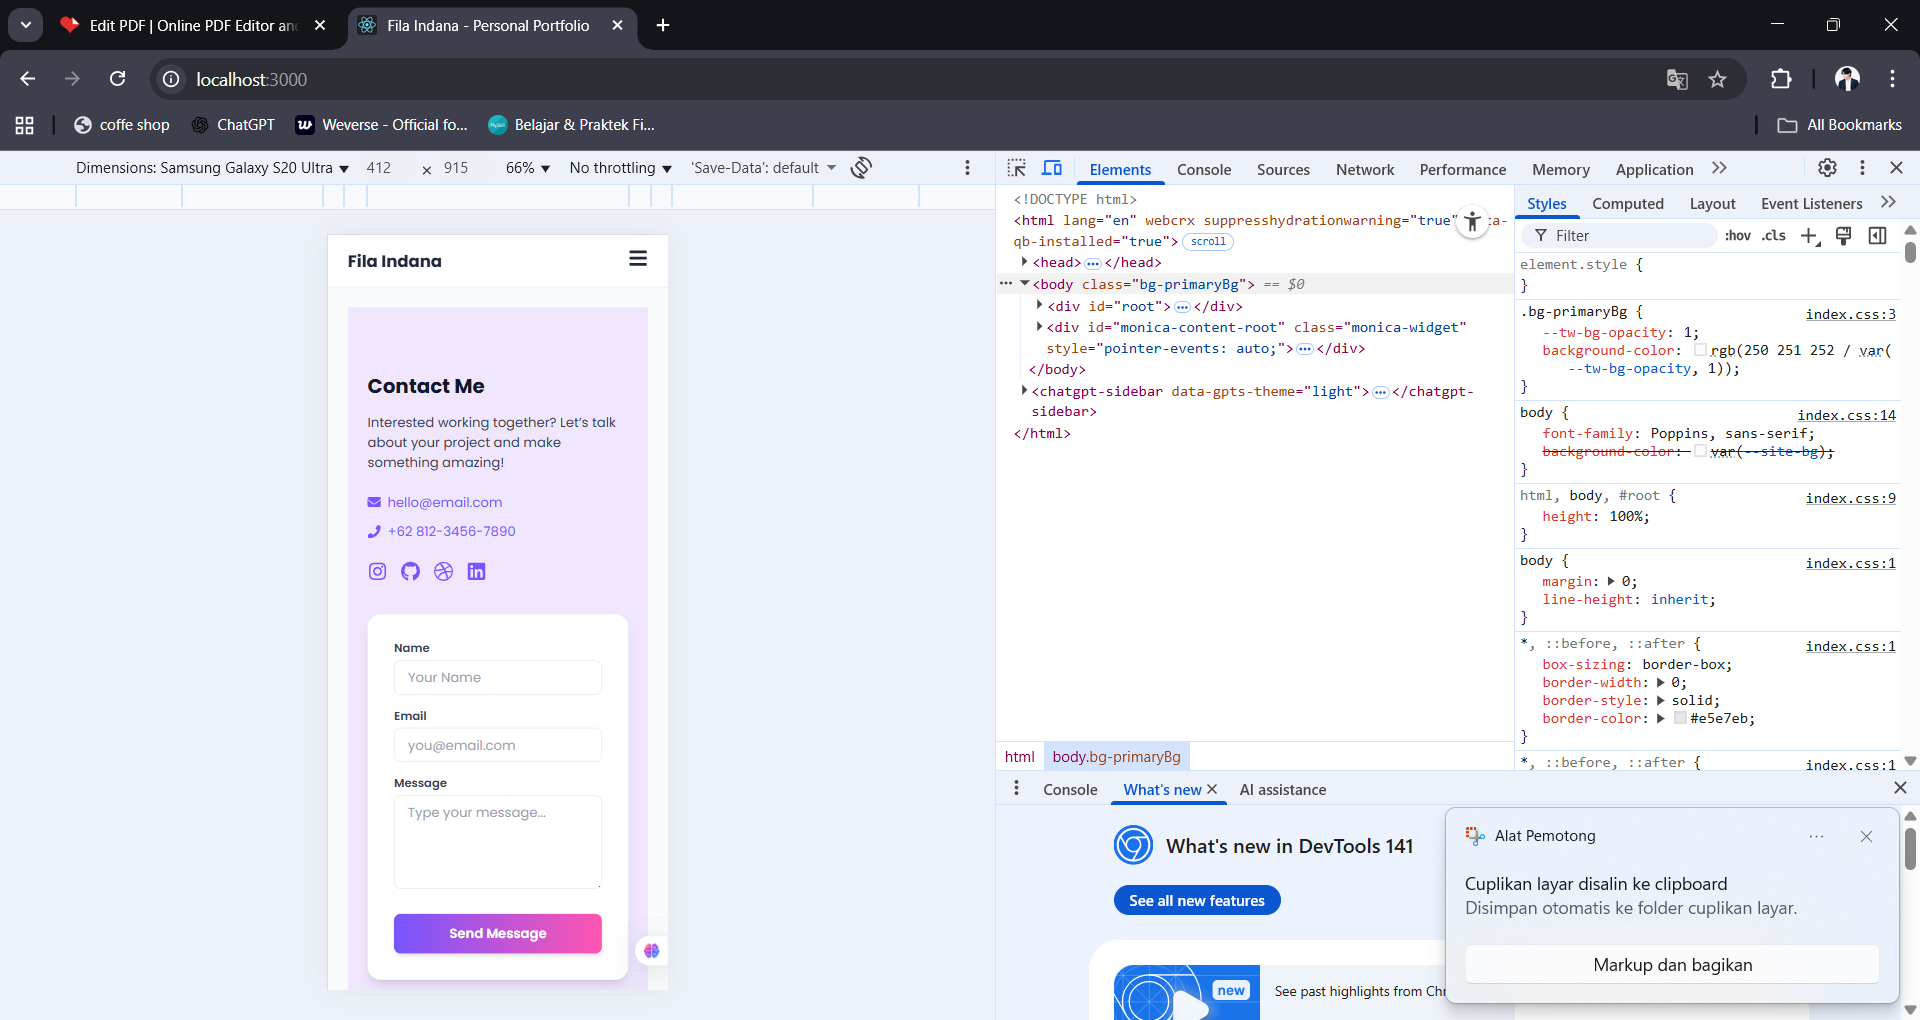 Edit PDF | Online PDF Editor an
Fila Indana - Personal Portfolio
localhost:3000
coffe shop
ChatGPT
Weverse - Official fo...
Belajar & Praktek Fi...
All Bookmarks
Dimensions: Samsung Galaxy S20 Ultra
412 × 915
66%
No throttling
'Save-Data': default
Fila Indana
Contact Me
Interested working together? Let's talk
about your project and make
something amazing!
hello@email.com
+62 812-3456-7890
Name
Your Name
Email
you@email.com
Message
Type your message...
Send Message
Elements
Console
Sources
Network
Performance
Memory
Application
<!DOCTYPE html>
<html lang="en" webcrx suppresshydrationwarning="true" ta-
qb-installed="true"> scroll
<head> ... </head>
... <body class="bg-primaryBg"> == $0
<div id="root"> ... </div>
<div id="monica-content-root" class="monica-widget"
style="pointer-events: auto;"> ... </div>
</body>
<chatgpt-sidebar data-gpts-theme="light"> ... </chatgpt-
sidebar>
</html>
html
body.bg-primaryBg
Styles
Computed
Layout
Event Listeners
Filter
:hov .cls
element.style {
}
.bg-primaryBg { index.css:3
--tw-bg-opacity: 1;
background-color: rgb(250 251 252 / var(
--tw-bg-opacity, 1));
}
body { index.css:14
font-family: Poppins, sans-serif;
background-color: var(--site-bg);
}
html, body, #root { index.css:9
height: 100%;
}
body { index.css:1
margin: 0;
line-height: inherit;
}
*, ::before, ::after { index.css:1
box-sizing: border-box;
border-width: 0;
border-style: solid;
border-color: #e5e7eb;
}
*, ::before, ::after { index.css:1
Console
What's new
AI assistance
What's new in DevTools 141
See all new features
new
See past highlights from Chr
Alat Pemotong
Cuplikan layar disalin ke clipboard
Disimpan otomatis ke folder cuplikan layar.
Markup dan bagikan